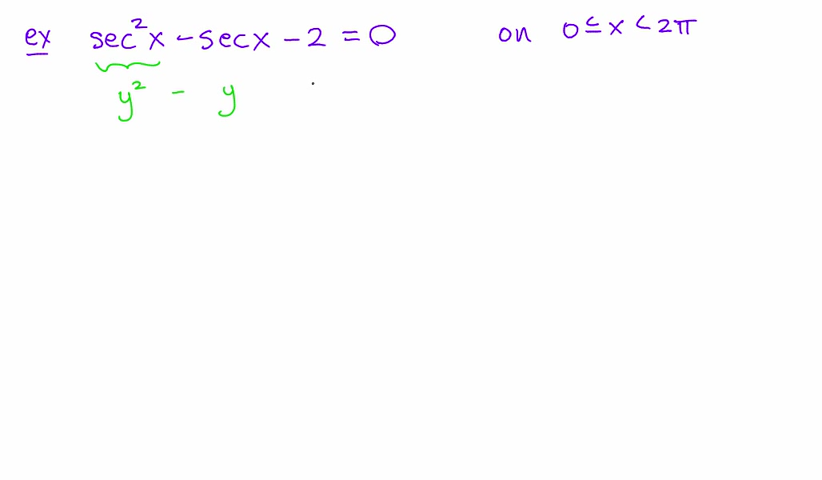 ex sec²x - secx - 2 = 0 on 0 ≤ x < 2π
y² - y